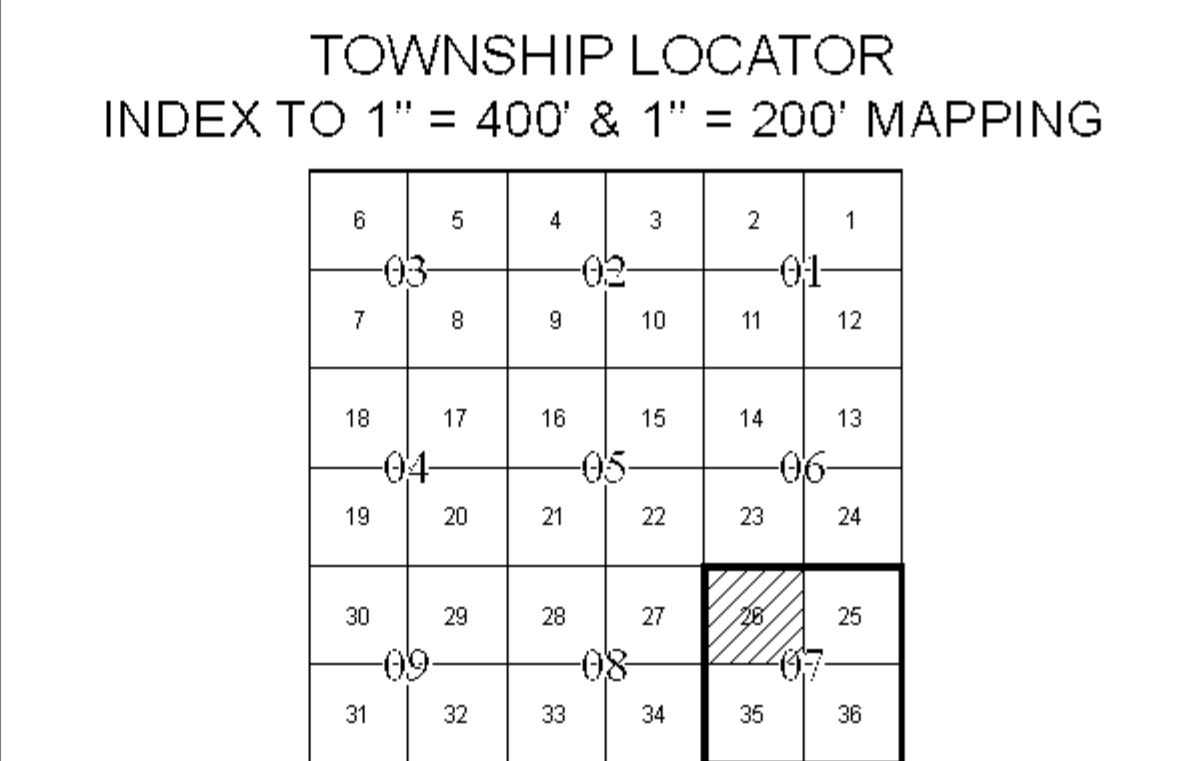 TOWNSHIP LOCATOR
INDEX TO 1" = 400' & 1" = 200' MAPPING
6 5 4 3 2 1
03 02 01
7 8 9 10 11 12
18 17 16 15 14 13
04 05 06
19 20 21 22 23 24
30 29 28 27 26 25
09 08 07
31 32 33 34 35 36